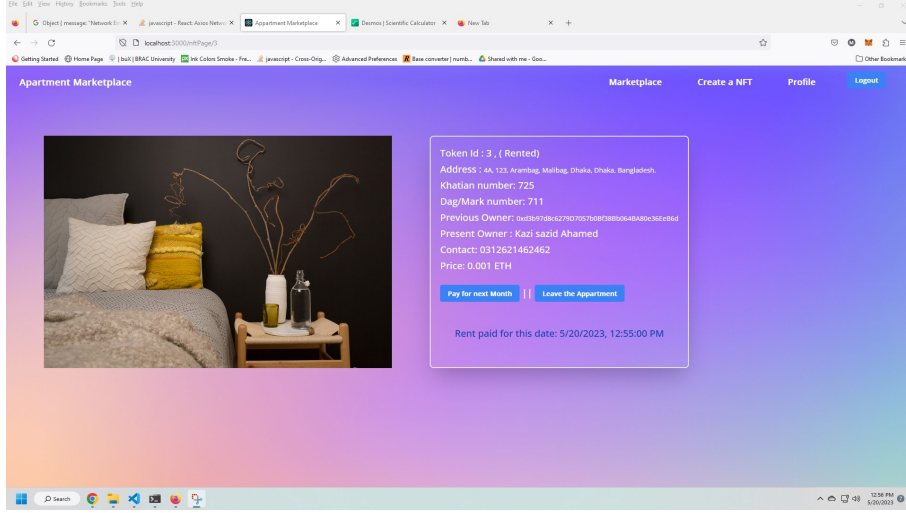 File Edit View History Bookmarks Tools Help
G Object { message: "Network Er
javascript - React: Axios Netwo
Appartment Marketplace
Desmos | Scientific Calculator
New Tab
localhost:3000/nftPage/3
Getting Started Home Page | buX | BRAC University Ink Colors Smoke - Fre... javascript - Cross-Orig... Advanced Preferences Base converter | numb... Shared with me - Goo... Other Bookmark
Apartment Marketplace Marketplace Create a NFT Profile Logout
Token Id : 3 , ( Rented)
Address : 4A, 123, Arambag, Malibag, Dhaka, Dhaka, Bangladesh.
Khatian number: 725
Dag/Mark number: 711
Previous Owner: 0xd3b97d8c6279D7057b0Bf38Bb0648A80e36Ee86d
Present Owner : Kazi sazid Ahamed
Contact: 0312621462462
Price: 0.001 ETH
Pay for next Month || Leave the Appartment
Rent paid for this date: 5/20/2023, 12:55:00 PM
Search
12:56 PM
5/20/2023